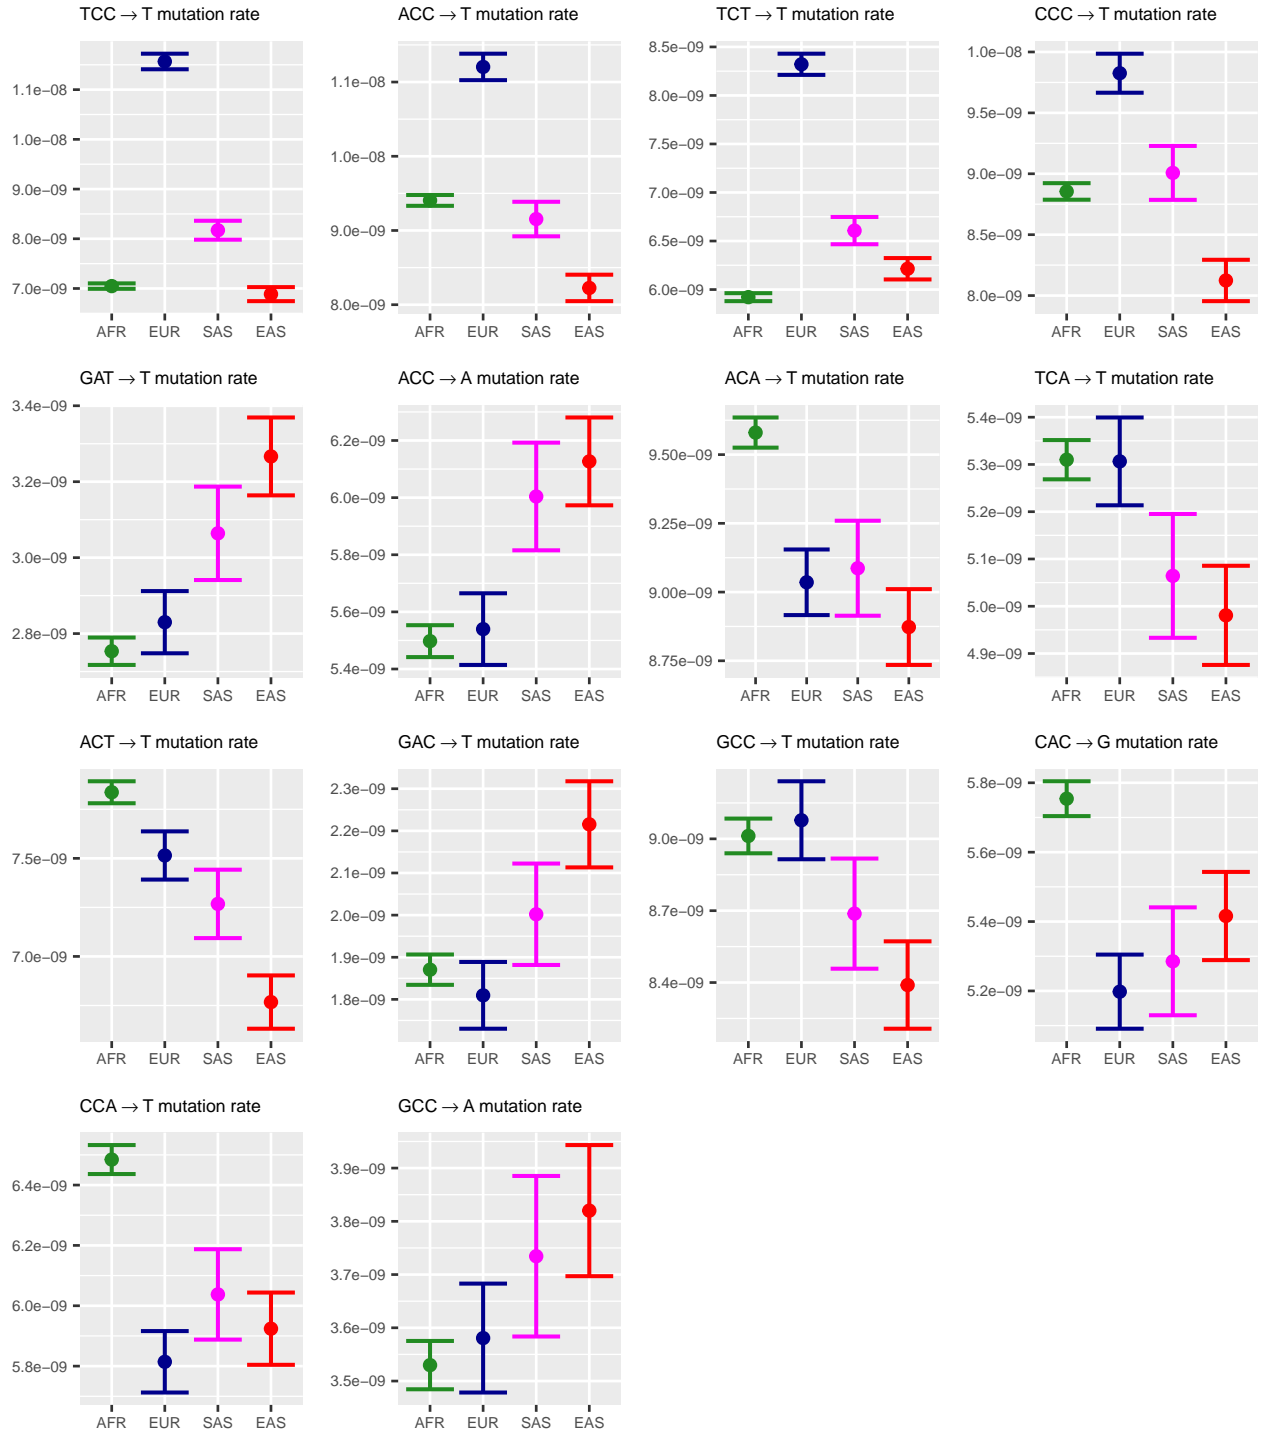 TCC → T mutation rate
1.1e−08
1.0e−08
9.0e−09
8.0e−09
7.0e−09
AFR EUR SAS EAS
ACC → T mutation rate
1.1e−08
1.0e−08
9.0e−09
8.0e−09
AFR EUR SAS EAS
TCT → T mutation rate
8.5e−09
8.0e−09
7.5e−09
7.0e−09
6.5e−09
6.0e−09
AFR EUR SAS EAS
CCC → T mutation rate
1.0e−08
9.5e−09
9.0e−09
8.5e−09
8.0e−09
AFR EUR SAS EAS
GAT → T mutation rate
3.4e−09
3.2e−09
3.0e−09
2.8e−09
AFR EUR SAS EAS
ACC → A mutation rate
6.2e−09
6.0e−09
5.8e−09
5.6e−09
5.4e−09
AFR EUR SAS EAS
ACA → T mutation rate
9.50e−09
9.25e−09
9.00e−09
8.75e−09
AFR EUR SAS EAS
TCA → T mutation rate
5.4e−09
5.3e−09
5.2e−09
5.1e−09
5.0e−09
4.9e−09
AFR EUR SAS EAS
ACT → T mutation rate
7.5e−09
7.0e−09
AFR EUR SAS EAS
GAC → T mutation rate
2.3e−09
2.2e−09
2.1e−09
2.0e−09
1.9e−09
1.8e−09
AFR EUR SAS EAS
GCC → T mutation rate
9.0e−09
8.7e−09
8.4e−09
AFR EUR SAS EAS
CAC → G mutation rate
5.8e−09
5.6e−09
5.4e−09
5.2e−09
AFR EUR SAS EAS
CCA → T mutation rate
6.4e−09
6.2e−09
6.0e−09
5.8e−09
AFR EUR SAS EAS
GCC → A mutation rate
3.9e−09
3.8e−09
3.7e−09
3.6e−09
3.5e−09
AFR EUR SAS EAS